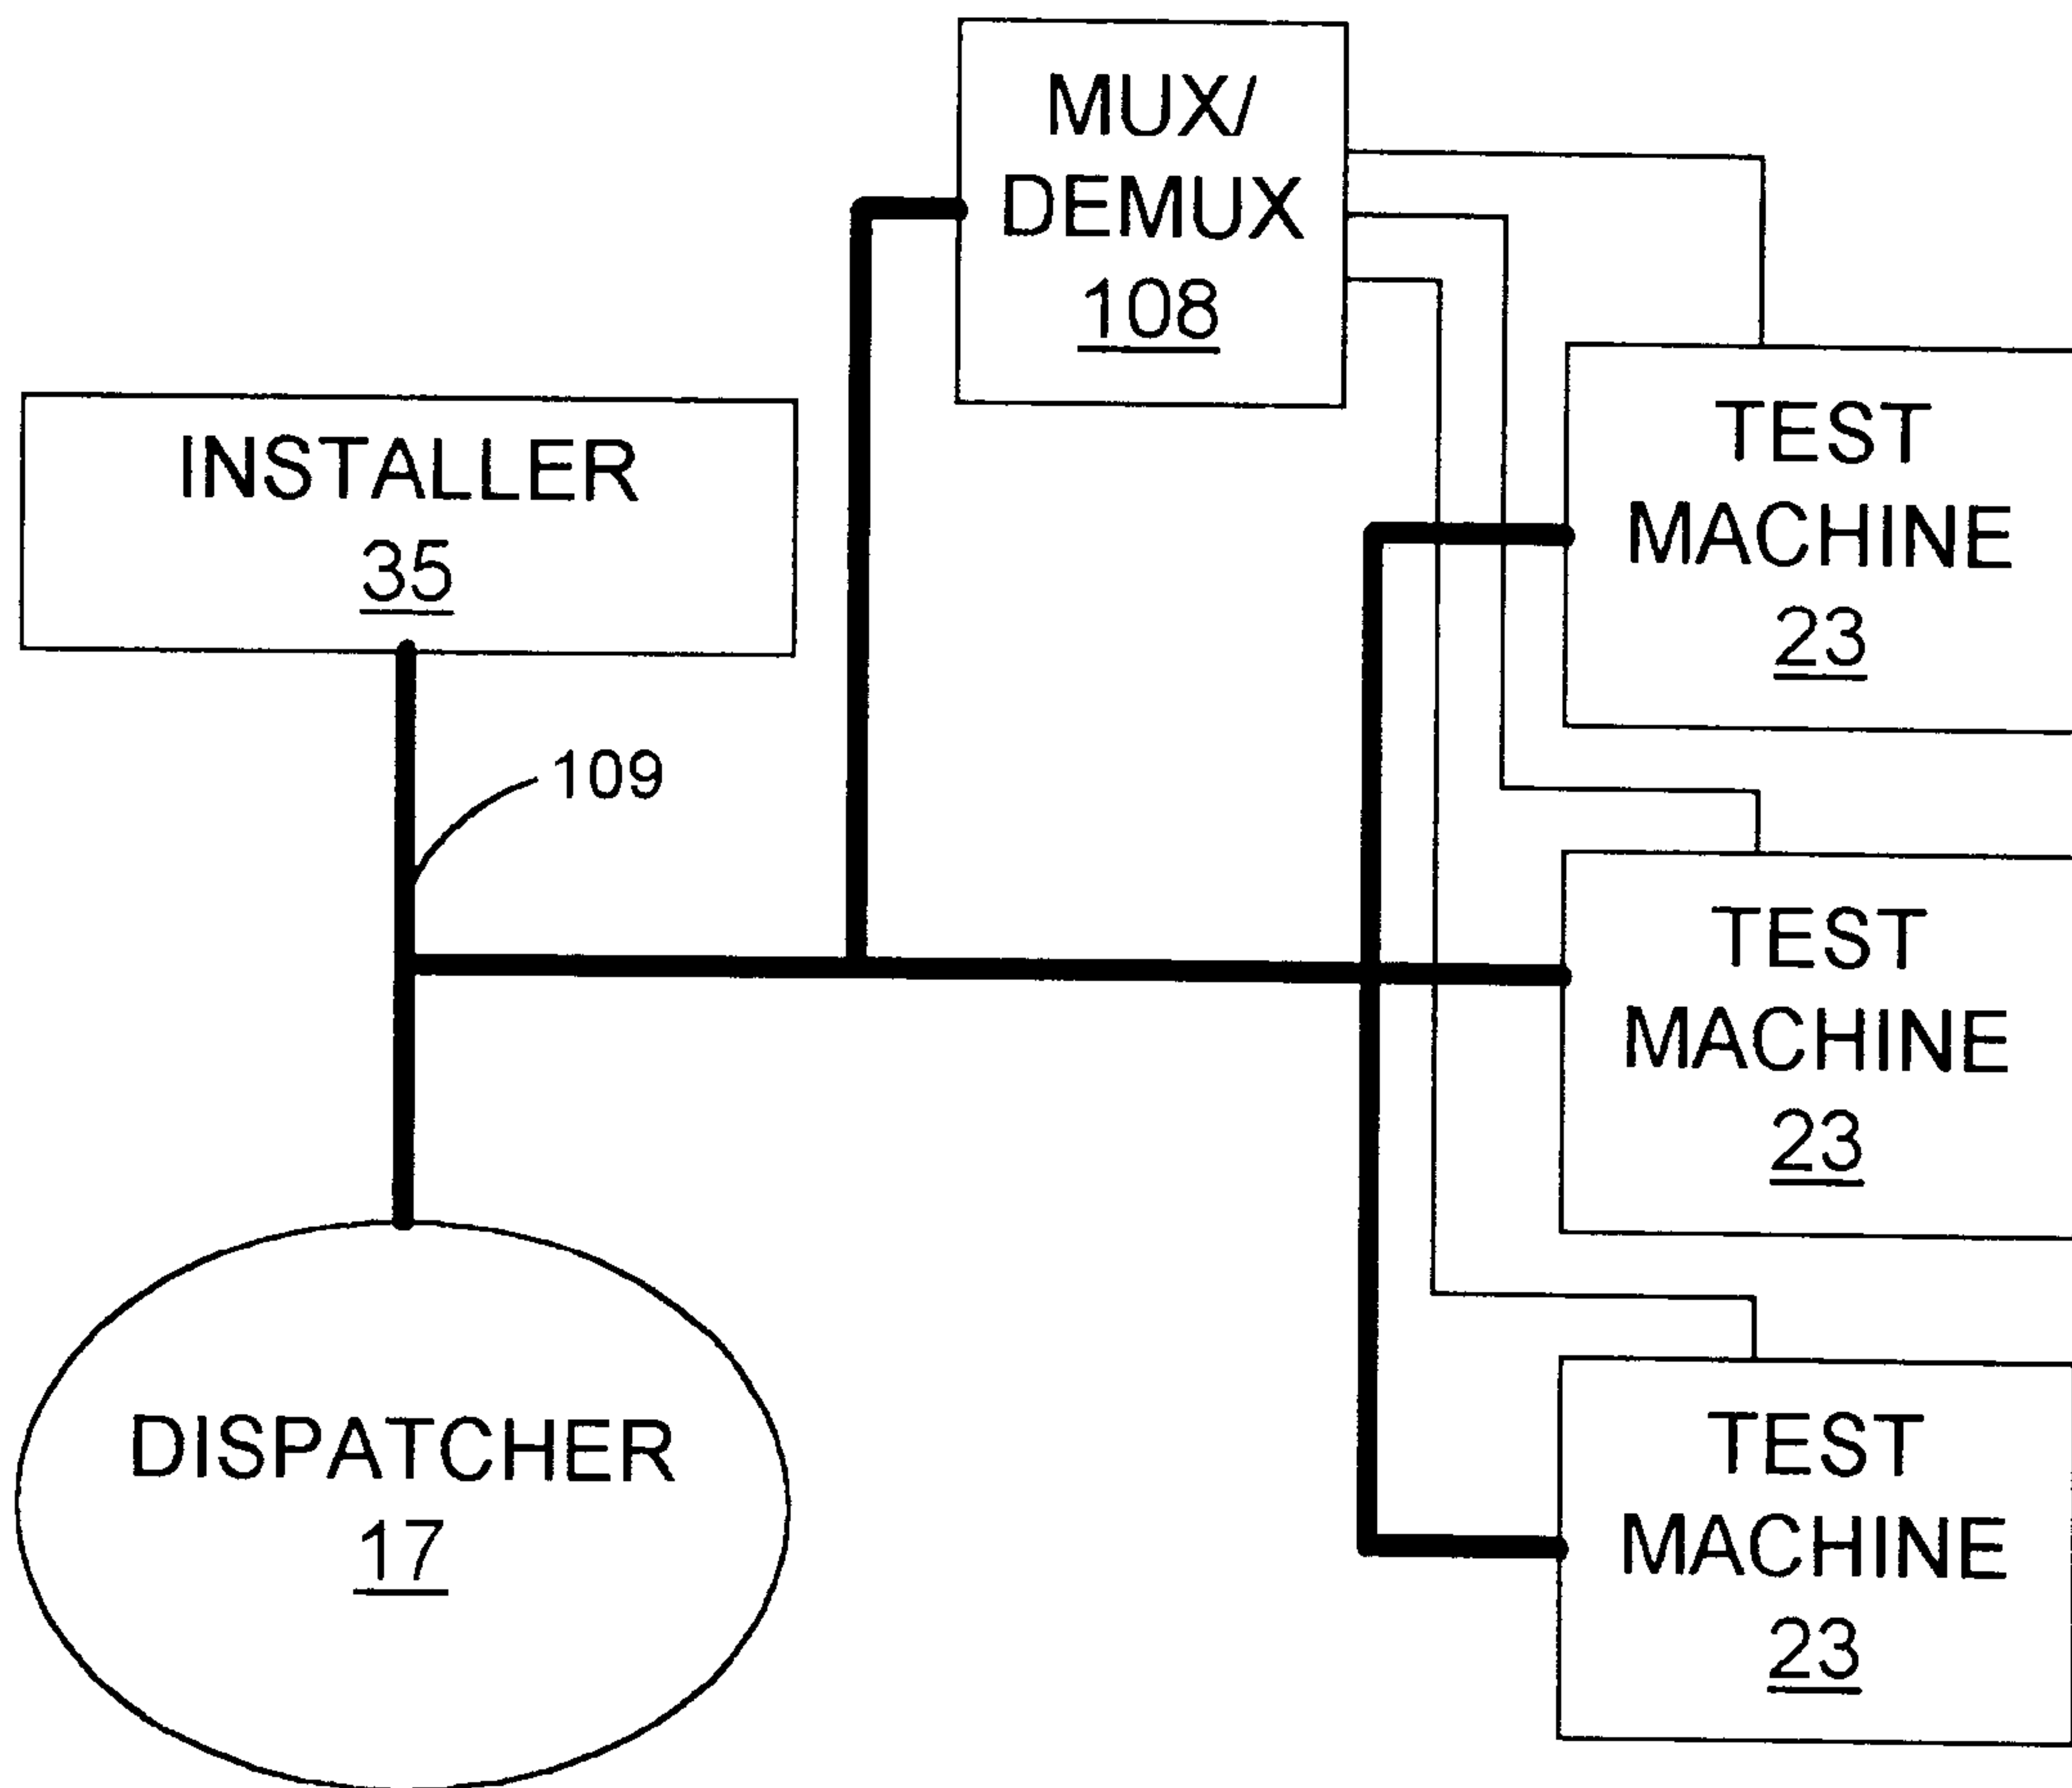 MUX/
DEMUX
108
INSTALLER
35
109
TEST
MACHINE
23
TEST
MACHINE
23
DISPATCHER
17
TEST
MACHINE
23